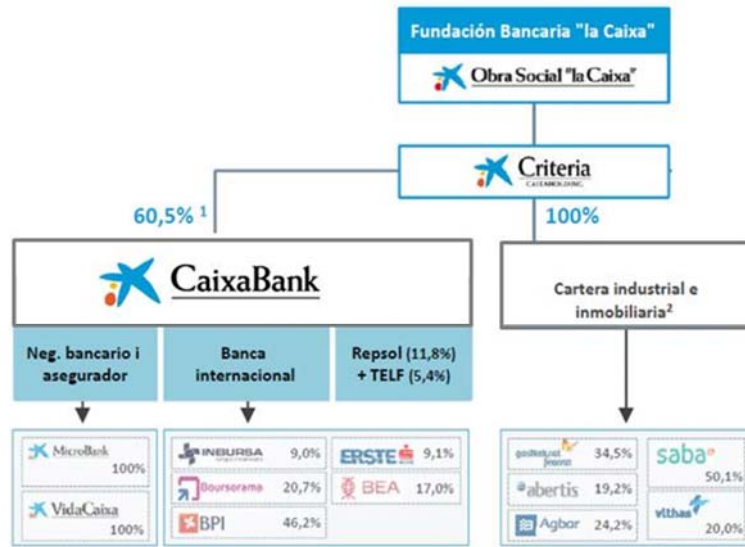 Fundación Bancaria "la Caixa"
Obra Social "la Caixa"
Criteria
CAIXAHOLDING
60,5% ¹
100%
CaixaBank
Cartera industrial e
inmobiliaria²
Neg. bancario i
asegurador
Banca
internacional
Repsol (11,8%)
+ TELF (5,4%)
MicroBank
100%
VidaCaixa
100%
INBURSA 9,0%
Boursorama 20,7%
BPI 46,2%
ERSTE 9,1%
BEA 17,0%
34,5%
abertis 19,2%
Agbar 24,2%
saba
50,1%
vithas
20,0%